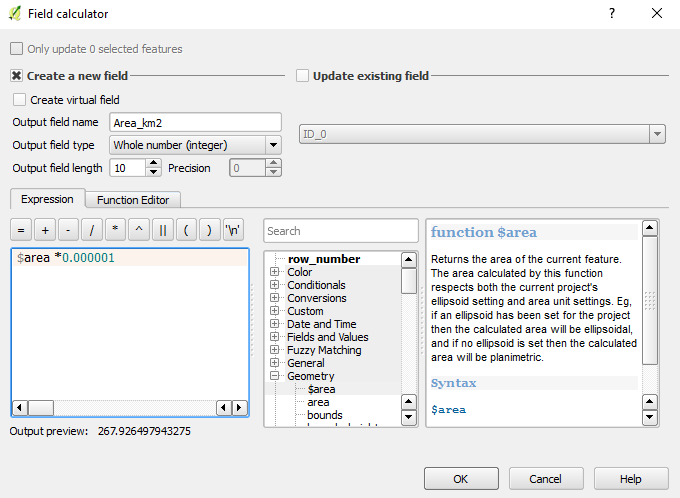 Field calculator
Only update 0 selected features
Create a new field
Update existing field
Create virtual field
Output field name Area_km2
Output field type Whole number (integer)
Output field length 10 Precision 0
ID_0
Expression Function Editor
= + - / * ^ || ( ) '\n'
$area *0.000001
Output preview: 267.926497943275
Search
row_number
Color
Conditionals
Conversions
Custom
Date and Time
Fields and Values
Fuzzy Matching
General
Geometry
$area
area
bounds
function $area
Returns the area of the current feature.
The area calculated by this function
respects both the current project's
ellipsoid setting and area unit settings. Eg,
if an ellipsoid has been set for the project
then the calculated area will be ellipsoidal,
and if no ellipsoid is set then the calculated
area will be planimetric.
Syntax
$area
OK Cancel Help